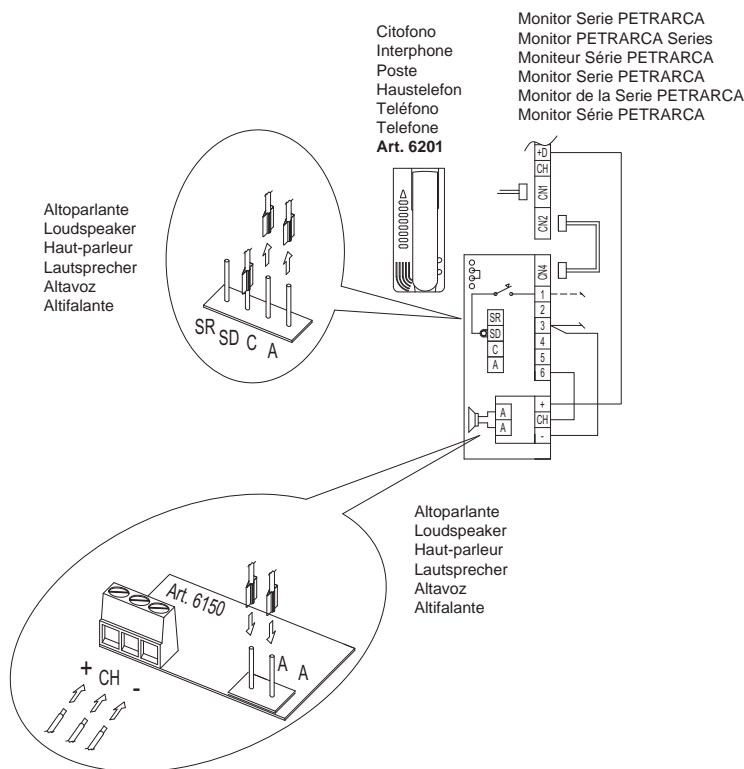 Citofono
Interphone
Poste
Haustelefon
Teléfono
Telefone
Art. 6201
Monitor Serie PETRARCA
Monitor PETRARCA Series
Moniteur Série PETRARCA
Monitor Serie PETRARCA
Monitor de la Serie PETRARCA
Monitor Série PETRARCA
Altoparlante
Loudspeaker
Haut-parleur
Lautsprecher
Altavoz
Altifalante
SR SD C A
+D
CH
CN1
CN2
CN4
1
2
3
4
5
6
SR
SD
C
A
A
A
+
CH
-
Altoparlante
Loudspeaker
Haut-parleur
Lautsprecher
Altavoz
Altifalante
Art. 6150
A A
+ CH -